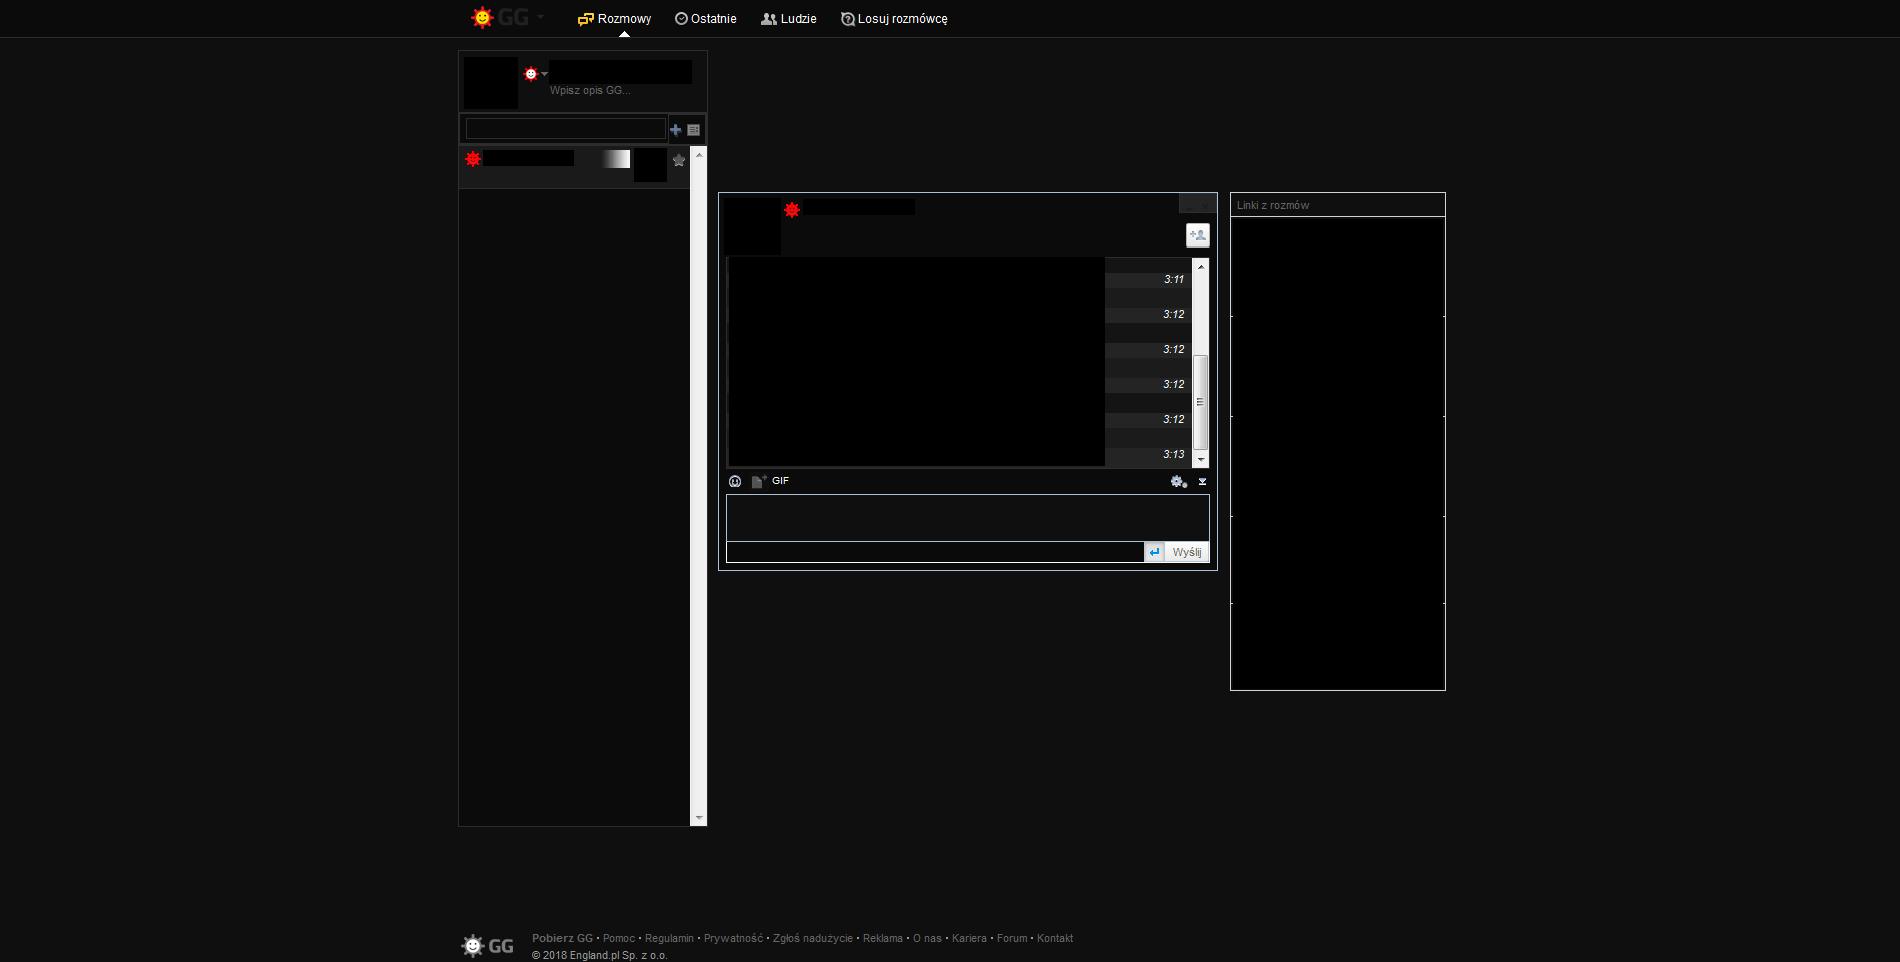 GG
Rozmowy
Ostatnie
Ludzie
Losuj rozmówcę
Wpisz opis GG...
Linki z rozmów
3:11
3:12
3:12
3:12
3:12
3:13
GIF
Wyślij
GG
Pobierz GG • Pomoc • Regulamin • Prywatność • Zgłoś nadużycie • Reklama • O nas • Kariera • Forum • Kontakt
© 2018 England.pl Sp. z o.o.